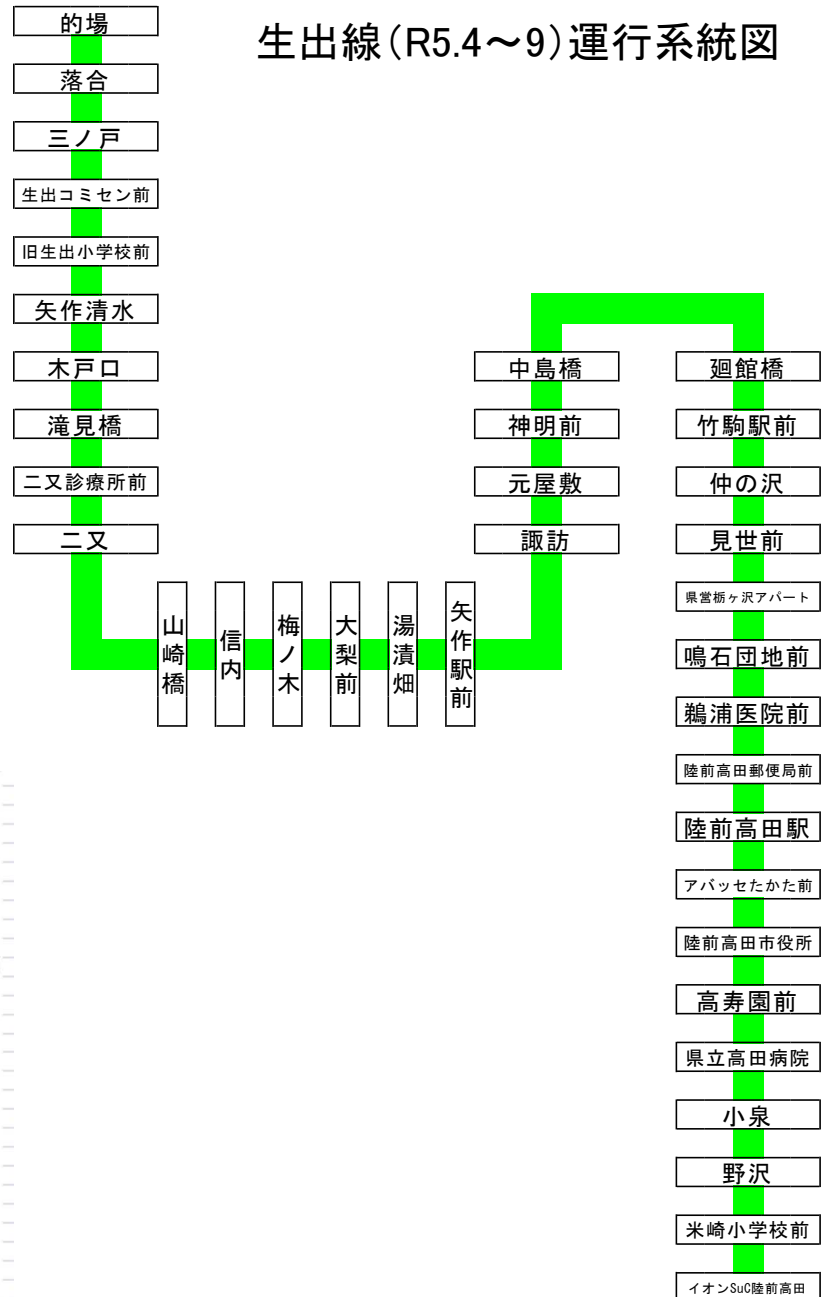 生出線(R5.4～9)運行系統図
的場
落合
三ノ戸
生出コミセン前
旧生出小学校前
矢作清水
木戸口
滝見橋
二又診療所前
二又
山崎橋
信内
梅ノ木
大梨前
湯漬畑
矢作駅前
諏訪
元屋敷
神明前
中島橋
廻館橋
竹駒駅前
仲の沢
見世前
県営栃ヶ沢アパート
鳴石団地前
鵜浦医院前
陸前高田郵便局前
陸前高田駅
アバッセたかた前
陸前高田市役所
高寿園前
県立高田病院
小泉
野沢
米崎小学校前
イオンSuC陸前高田